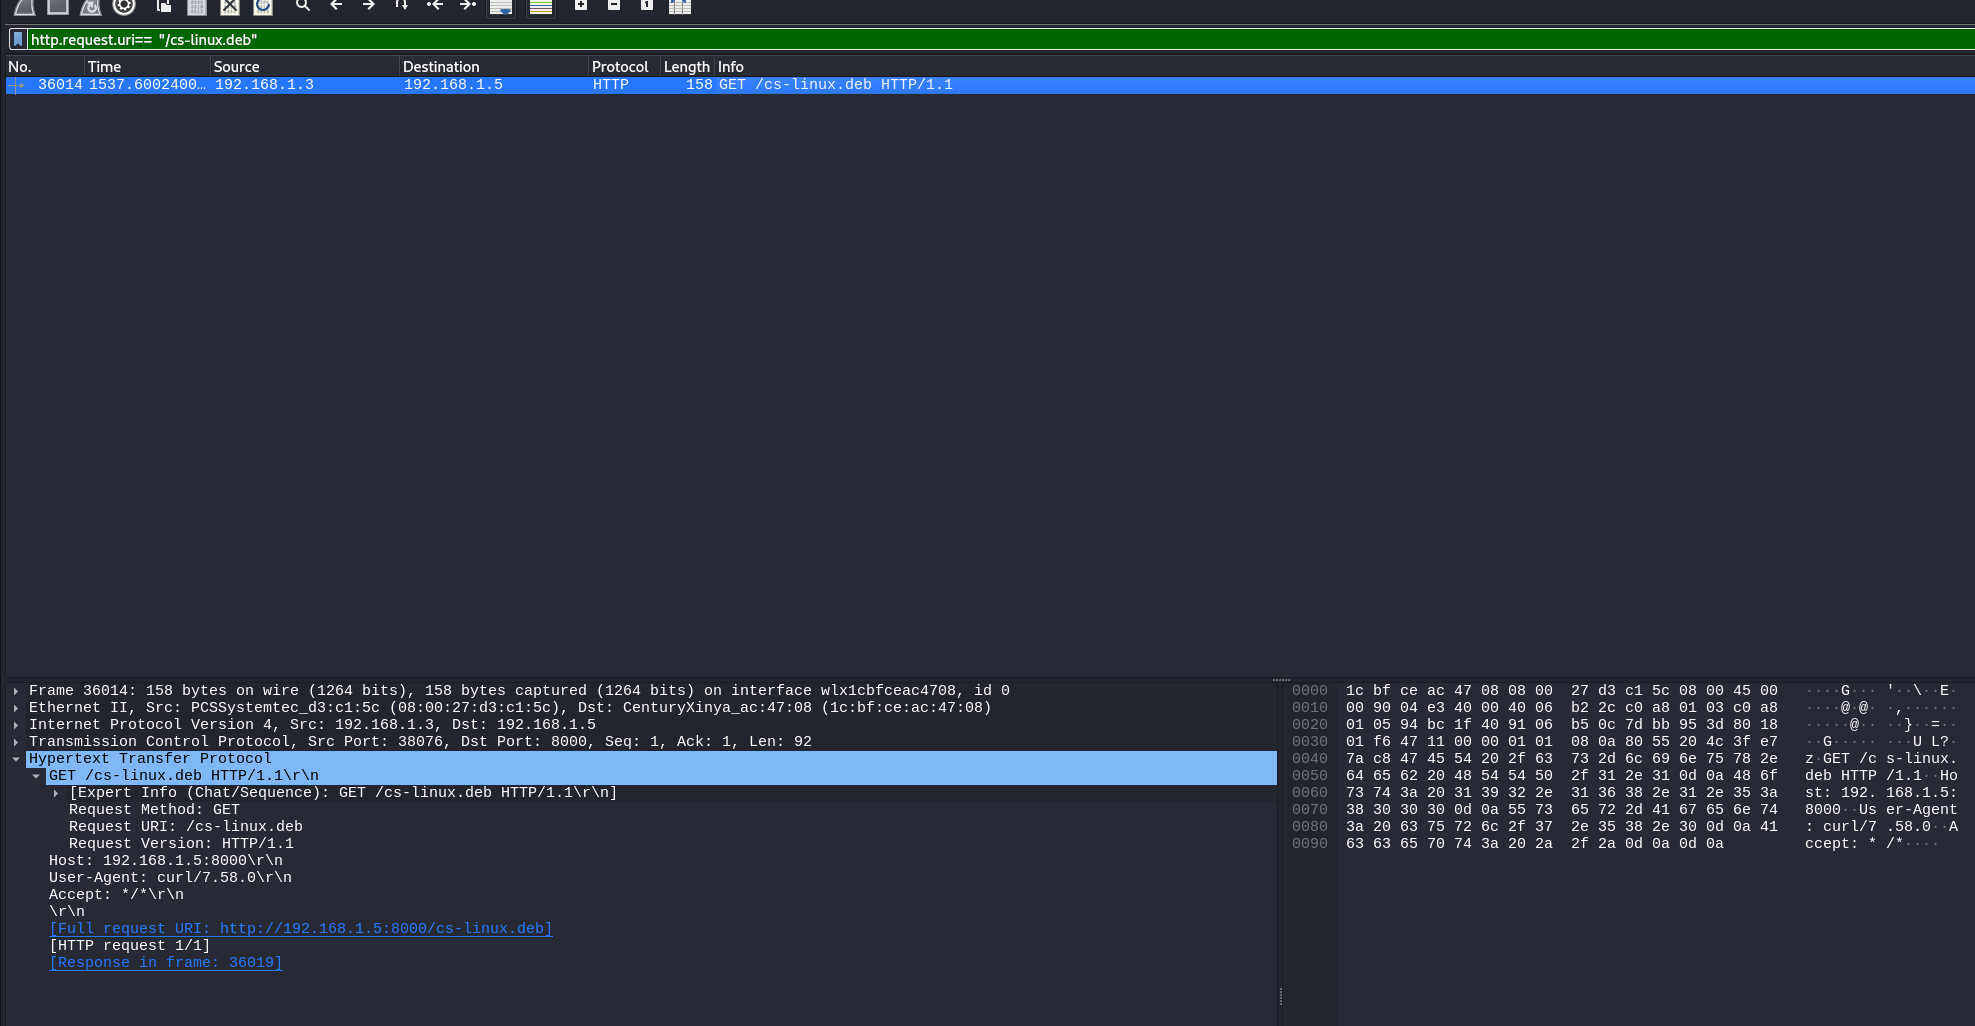 http.request.uri== "/cs-linux.deb"
No. Time Source Destination Protocol Length Info
36014 1537.6002400… 192.168.1.3 192.168.1.5 HTTP 158 GET /cs-linux.deb HTTP/1.1
Frame 36014: 158 bytes on wire (1264 bits), 158 bytes captured (1264 bits) on interface wlx1cbfceac4708, id 0
Ethernet II, Src: PCSSystemtec_d3:c1:5c (08:00:27:d3:c1:5c), Dst: CenturyXinya_ac:47:08 (1c:bf:ce:ac:47:08)
Internet Protocol Version 4, Src: 192.168.1.3, Dst: 192.168.1.5
Transmission Control Protocol, Src Port: 38076, Dst Port: 8000, Seq: 1, Ack: 1, Len: 92
Hypertext Transfer Protocol
GET /cs-linux.deb HTTP/1.1\r\n
[Expert Info (Chat/Sequence): GET /cs-linux.deb HTTP/1.1\r\n]
Request Method: GET
Request URI: /cs-linux.deb
Request Version: HTTP/1.1
Host: 192.168.1.5:8000\r\n
User-Agent: curl/7.58.0\r\n
Accept: */*\r\n
\r\n
[Full request URI: http://192.168.1.5:8000/cs-linux.deb]
[HTTP request 1/1]
[Response in frame: 36019]
0000 1c bf ce ac 47 08 08 00 27 d3 c1 5c 08 00 45 00 ····G··· '··\··E·
0010 00 90 04 e3 40 00 40 06 b2 2c c0 a8 01 03 c0 a8 ····@·@· ·,······
0020 01 05 94 bc 1f 40 91 06 b5 0c 7d bb 95 3d 80 18 ·····@·· ··}··=··
0030 01 f6 47 11 00 00 01 01 08 0a 80 55 20 4c 3f e7 ··G····· ···U L?·
0040 7a c8 47 45 54 20 2f 63 73 2d 6c 69 6e 75 78 2e z·GET /c s-linux.
0050 64 65 62 20 48 54 54 50 2f 31 2e 31 0d 0a 48 6f deb HTTP /1.1··Ho
0060 73 74 3a 20 31 39 32 2e 31 36 38 2e 31 2e 35 3a st: 192. 168.1.5:
0070 38 30 30 30 0d 0a 55 73 65 72 2d 41 67 65 6e 74 8000··Us er-Agent
0080 3a 20 63 75 72 6c 2f 37 2e 35 38 2e 30 0d 0a 41 : curl/7 .58.0··A
0090 63 63 65 70 74 3a 20 2a 2f 2a 0d 0a 0d 0a ccept: * /*····